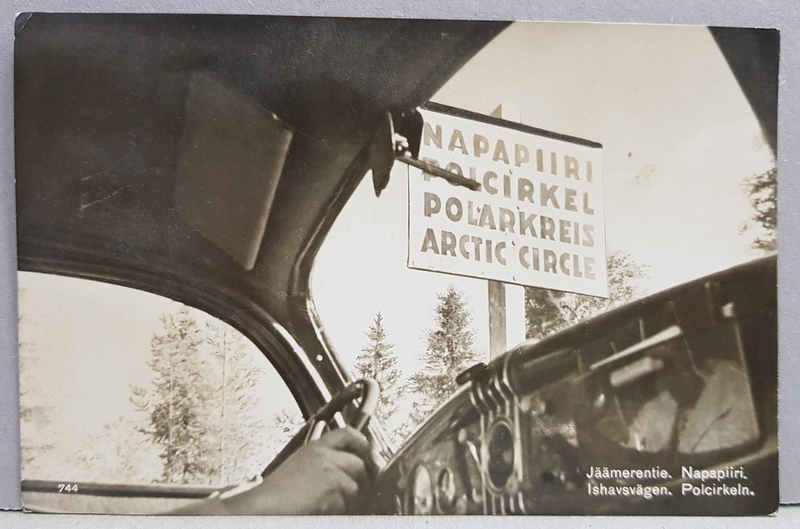 NAPAPIIRI
POLCIRKEL
POLARKREIS
ARCTIC CIRCLE
Jäämerentie. Napapiiri.
Ishavsvägen. Polcirkeln.
744